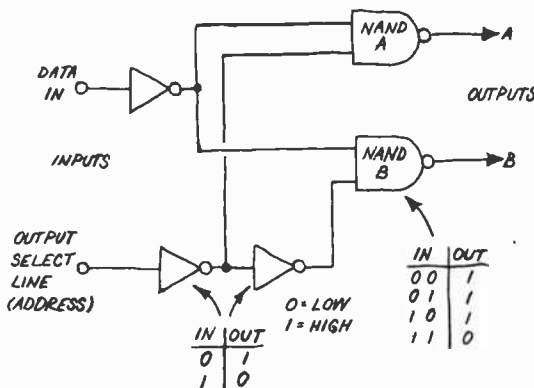 NAND
A
A
DATA
IN
OUTPUTS
INPUTS
NAND
B
B
OUTPUT
SELECT
LINE
(ADDRESS)
0 = LOW
1 = HIGH
IN OUT
0 1
1 0
IN OUT
0 0 1
0 1 1
1 0 1
1 1 0